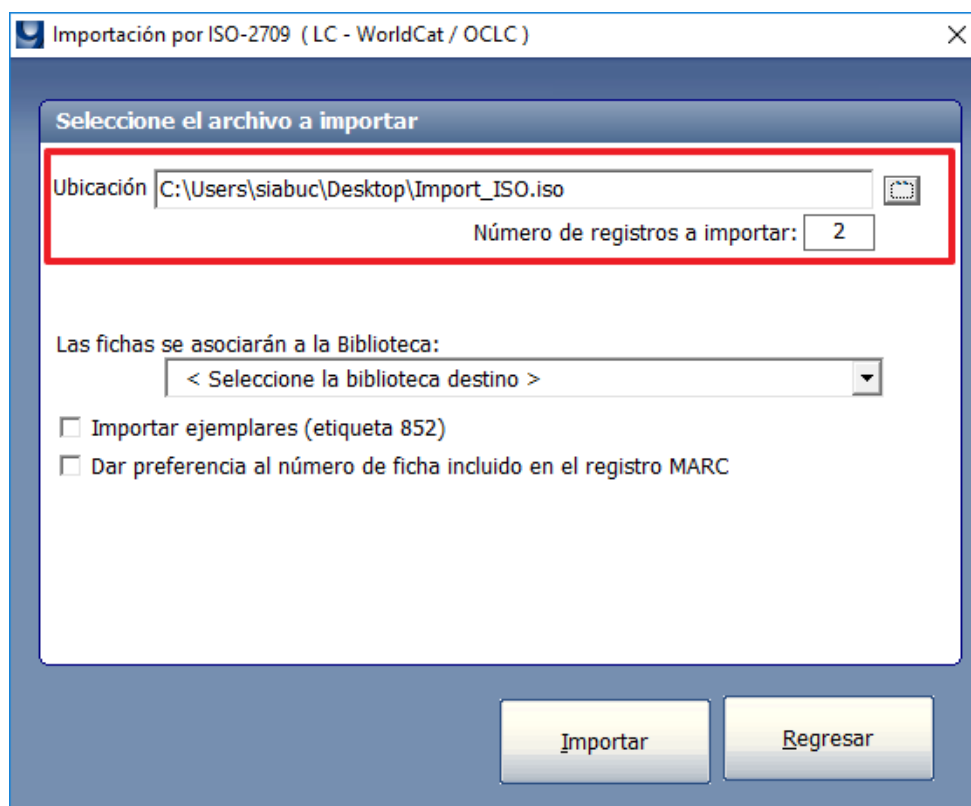 Importación por ISO-2709 ( LC - WorldCat / OCLC )
Seleccione el archivo a importar
Ubicación C:\Users\siabuc\Desktop\Import_ISO.iso
Número de registros a importar: 2
Las fichas se asociarán a la Biblioteca:
< Seleccione la biblioteca destino >
Importar ejemplares (etiqueta 852)
Dar preferencia al número de ficha incluido en el registro MARC
Importar Regresar